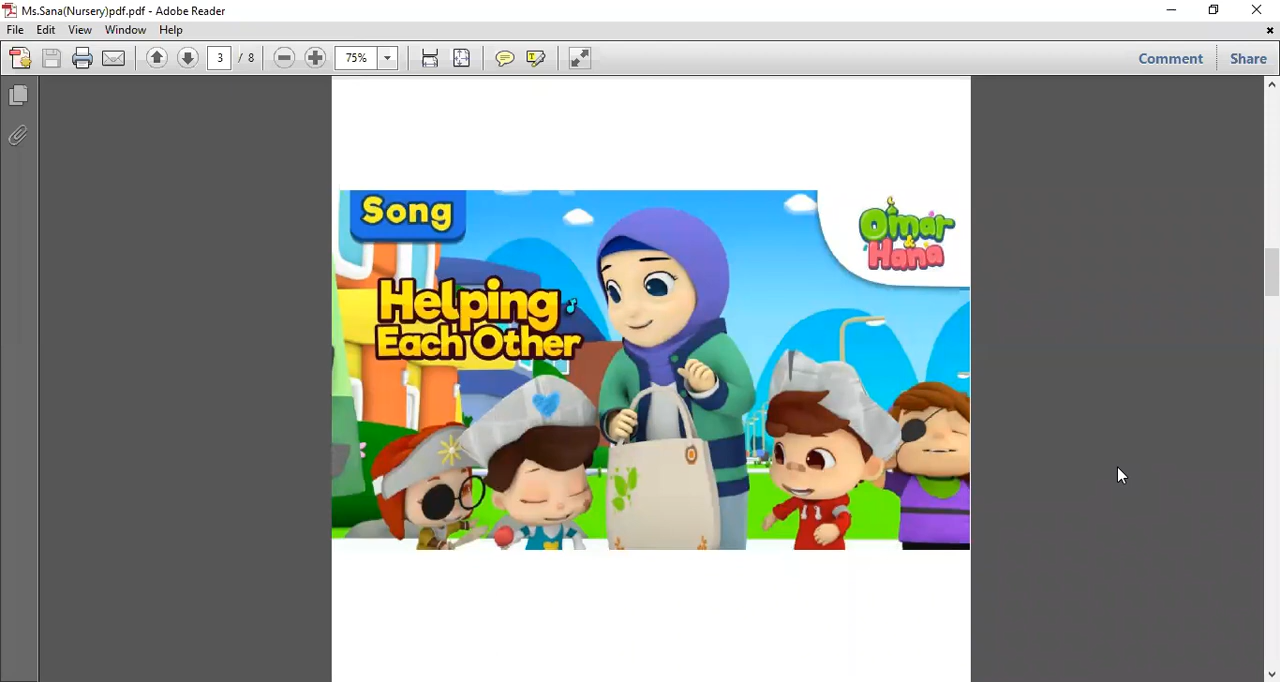 Ms.Sana(Nursery)pdf.pdf - Adobe Reader
File Edit View Window Help
3 / 8 75% Comment Share
Song
Omar
& Hana
Helping
Each Other